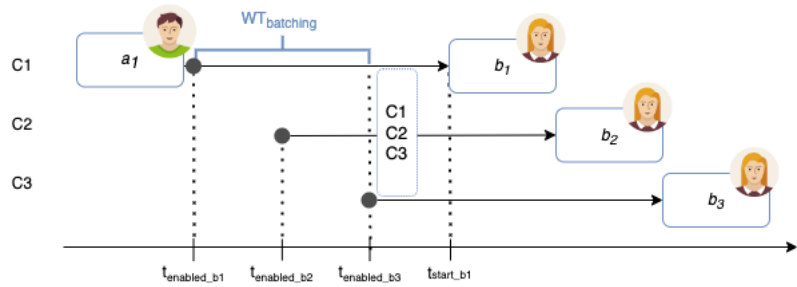 WTbatching
C1
a1
b1
C1
C2
C3
C2
b2
C3
b3
tenabled_b1
tenabled_b2
tenabled_b3
tstart_b1